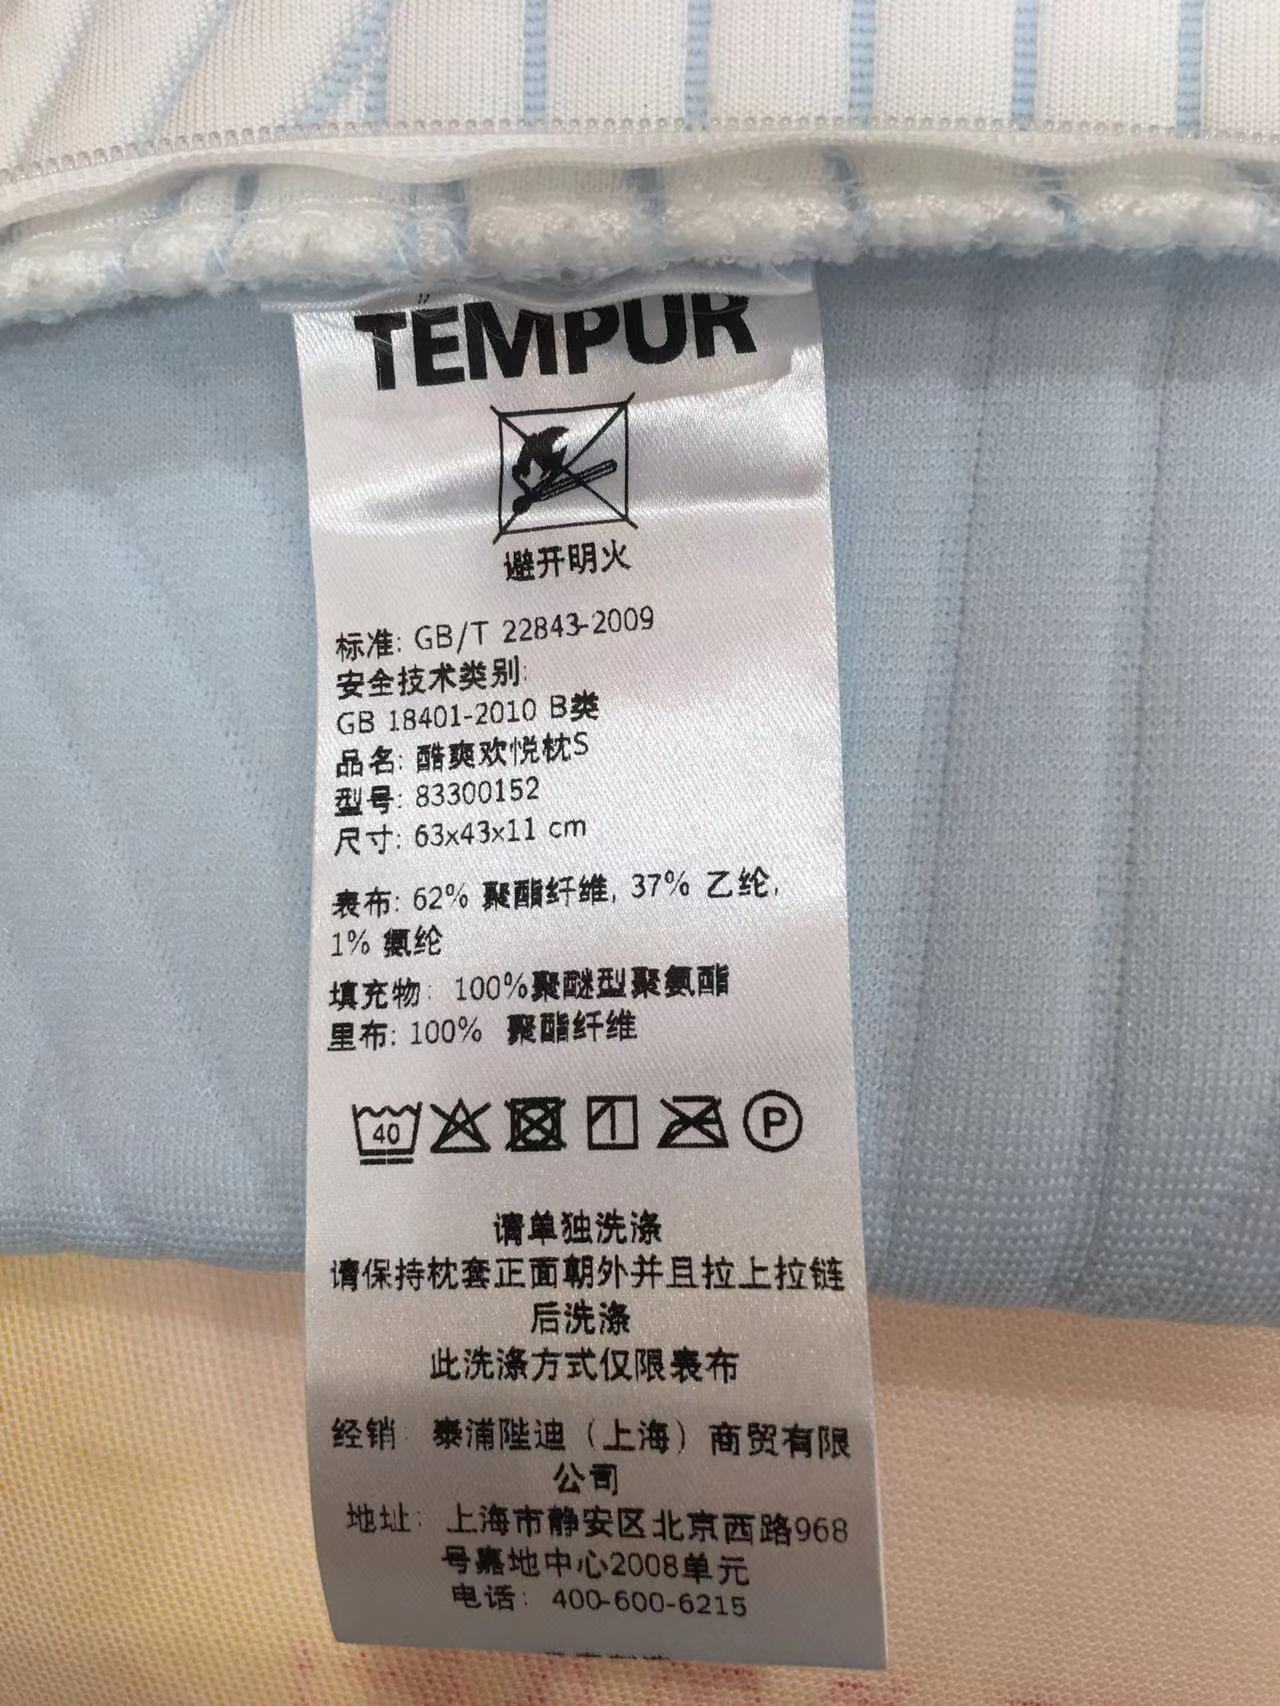 TEMPUR
避开明火
标准: GB/T 22843-2009
安全技术类别:
GB 18401-2010 B类
品名: 酷爽欢悦枕S
型号: 83300152
尺寸: 63x43x11 cm
表布: 62% 聚酯纤维, 37% 乙纶,
1% 氨纶
填充物: 100%聚醚型聚氨酯
里布: 100% 聚酯纤维
40 P
请单独洗涤
请保持枕套正面朝外并且拉上拉链
后洗涤
此洗涤方式仅限表布
经销: 泰浦陛迪（上海）商贸有限
公司
地址: 上海市静安区北京西路968
号嘉地中心2008单元
电话: 400-600-6215